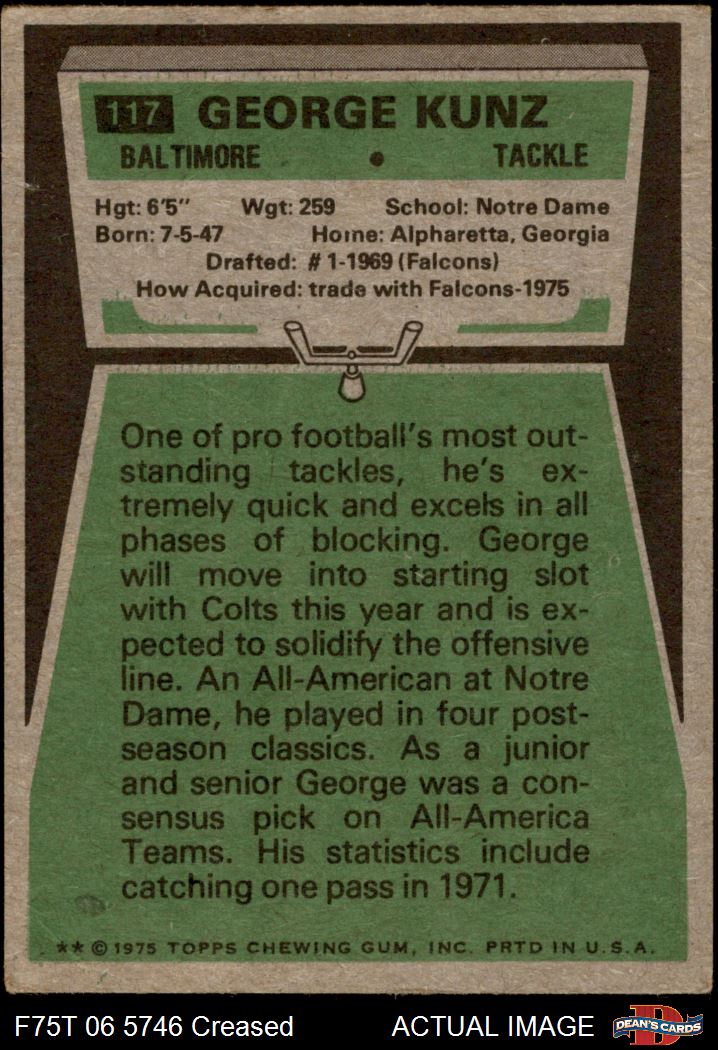 117 GEORGE KUNZ
BALTIMORE • TACKLE
Hgt: 6'5" Wgt: 259 School: Notre Dame
Born: 7-5-47 Home: Alpharetta, Georgia
Drafted: #1-1969 (Falcons)
How Acquired: trade with Falcons-1975
One of pro football's most out-
standing tackles, he's ex-
tremely quick and excels in all
phases of blocking. George
will move into starting slot
with Colts this year and is ex-
pected to solidify the offensive
line. An All-American at Notre
Dame, he played in four post-
season classics. As a junior
and senior George was a con-
sensus pick on All-America
Teams. His statistics include
catching one pass in 1971.
** © 1975 TOPPS CHEWING GUM, INC. PRTD IN U.S.A.
F75T 06 5746 Creased ACTUAL IMAGE D DEAN'S CARDS